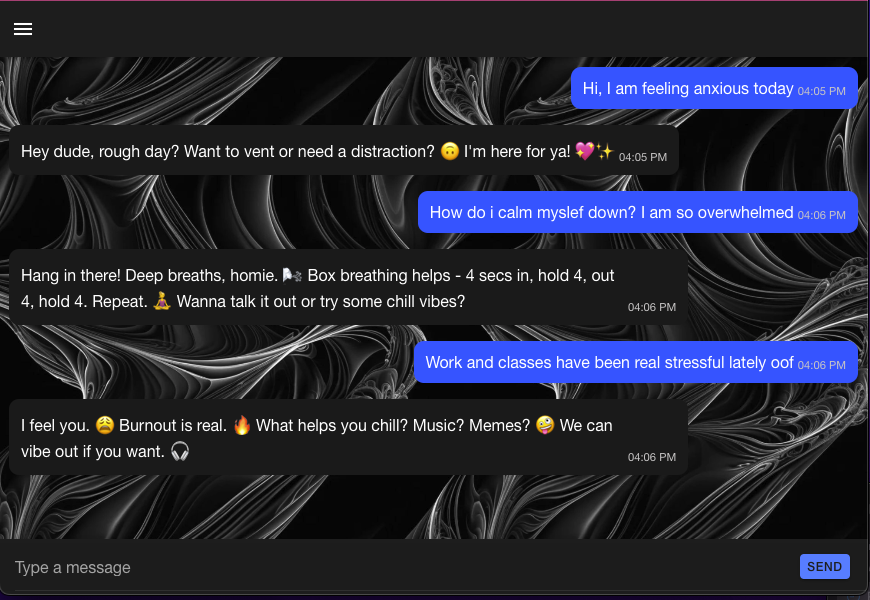 Hi, I am feeling anxious today 04:05 PM
Hey dude, rough day? Want to vent or need a distraction? 🙃 I'm here for ya! 💖✨ 04:05 PM
How do i calm myslef down? I am so overwhelmed 04:06 PM
Hang in there! Deep breaths, homie. 🌬️ Box breathing helps - 4 secs in, hold 4, out
4, hold 4. Repeat. 🧘 Wanna talk it out or try some chill vibes?
04:06 PM
Work and classes have been real stressful lately oof 04:06 PM
I feel you. 😩 Burnout is real. 🔥 What helps you chill? Music? Memes? 🤪 We can
vibe out if you want. 🎧
04:06 PM
Type a message
SEND